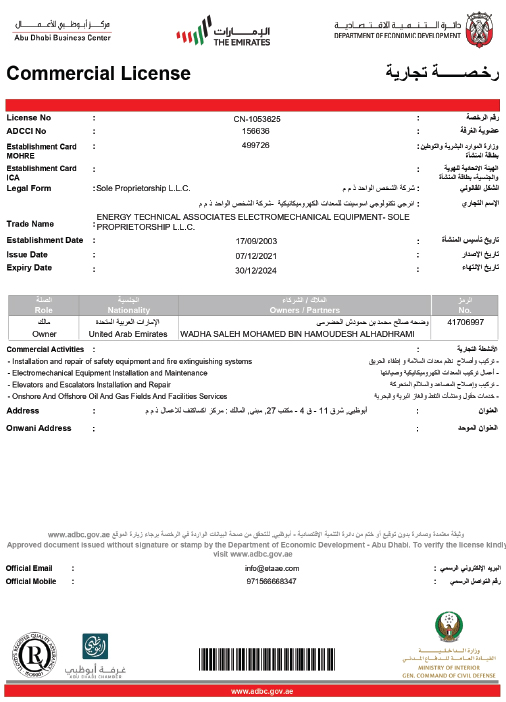 مركز أبوظبي للأعمال
Abu Dhabi Business Center
الإمارات
THE EMIRATES
دائرة التنمية الاقتصادية
DEPARTMENT OF ECONOMIC DEVELOPMENT
Commercial License
رخصة تجارية
License No : CN-1053625 : رقم الرخصة
ADCCI No : 156636 : عضوية الغرفة
Establishment Card MOHRE : 499726 : وزارة الموارد البشرية والتوطين: بطاقة المنشأة
Establishment Card ICA : الهيئة الاتحادية للهوية والجنسية، بطاقة المنشأة
Legal Form : Sole Proprietorship L.L.C. شركة الشخص الواحد ذ م م : الشكل القانوني
انرجي تكنولوجي اسوسيتت للمعدات الكهروميكانيكية -شركة الشخص الواحد ذ م م : الإسم التجاري
Trade Name : ENERGY TECHNICAL ASSOCIATES ELECTROMECHANICAL EQUIPMENT- SOLE
PROPRIETORSHIP L.L.C.
Establishment Date : 17/09/2003 : تاريخ تأسيس المنشأة
Issue Date : 07/12/2021 : تاريخ الإصدار
Expiry Date : 30/12/2024 : تاريخ الإنتهاء
الصفة الجنسية الملاك / الشركاء الرمز
Role Nationality Owners / Partners No.
مالك الإمارات العربية المتحدة وضحه صالح محمد بن حمودش الحضرمى 41706997
Owner United Arab Emirates WADHA SALEH MOHAMED BIN HAMOUDESH ALHADHRAMI
Commercial Activities : : الأنشطة التجارية
- Installation and repair of safety equipment and fire extinguishing systems - تركيب وأصلاح نظم معدات السلامه و إطفاء الحريق
- Electromechanical Equipment Installation and Maintenance - أعمال تركيب المعدات الكهروميكانيكية وصيانتها
- Elevators and Escalators Installation and Repair - تركيب وإصلاح المصاعد والسلالم المتحركة
- Onshore And Offshore Oil And Gas Fields And Facilities Services - خدمات حقول ومنشآت النفط والغاز البرية والبحرية
Address : أبوظبي, شرق 11 - ق 4 - مكتب 27, مبنى, المالك : مركز اكسالكنف للاعمال ذ م م : العنوان
Onwani Address : : العنوان الموحد
وثيقة معتمدة وصادرة بدون توقيع أو ختم من دائرة التنمية الاقتصادية - أبوظبي. للتحقق من صحة البيانات الواردة في الرخصة برجاء زيارة الموقع www.adbc.gov.ae
Approved document issued without signature or stamp by the Department of Economic Development - Abu Dhabi. To verify the license kindly
visit www.adbc.gov.ae
Official Email : info@etaae.com : البريد الإلكتروني الرسمي
Official Mobile : 971566668347 : رقم التواصل الرسمي
ISO9001
غرفة أبوظبي
ABU DHABI CHAMBER
وزارة الداخلية
القيادة العامة للدفاع المدني
MINISTRY OF INTERIOR
GEN. COMMAND OF CIVIL DEFENSE
www.adbc.gov.ae